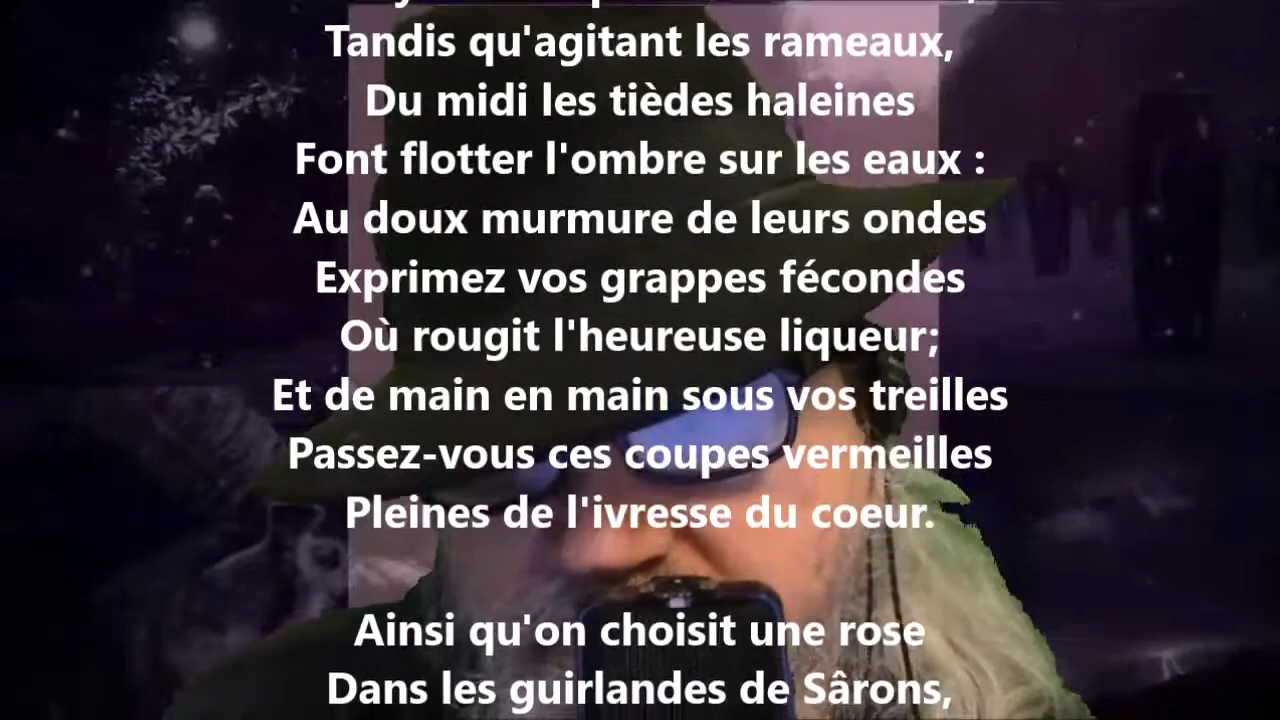 Tandis qu'agitant les rameaux,
Du midi les tièdes haleines
Font flotter l'ombre sur les eaux :
Au doux murmure de leurs ondes
Exprimez vos grappes fécondes
Où rougit l'heureuse liqueur;
Et de main en main sous vos treilles
Passez-vous ces coupes vermeilles
Pleines de l'ivresse du coeur.
Ainsi qu'on choisit une rose
Dans les guirlandes de Sârons,